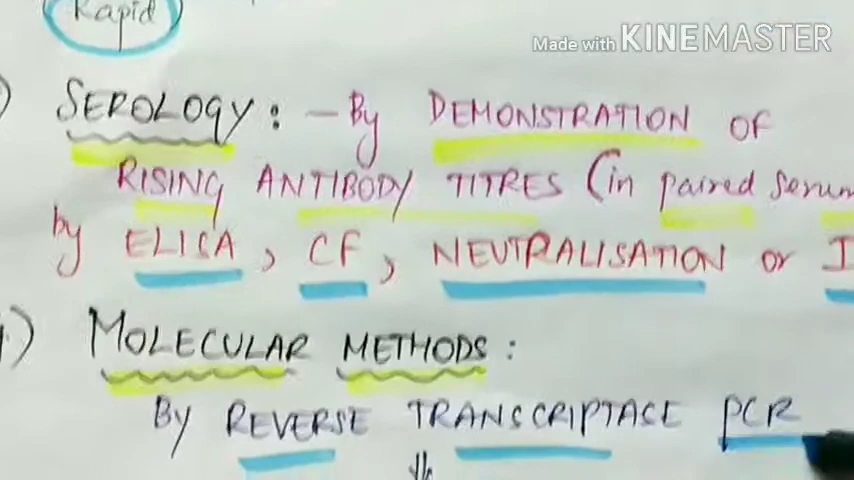 Rapid
Made with KINEMASTER
SEROLOGY: - By DEMONSTRATION OF
RISING ANTIBODY TITRES (in paired serum
by ELISA, CF, NEUTRALISATION or I
MOLECULAR METHODS:
By REVERSE TRANSCRIPTASE PCR